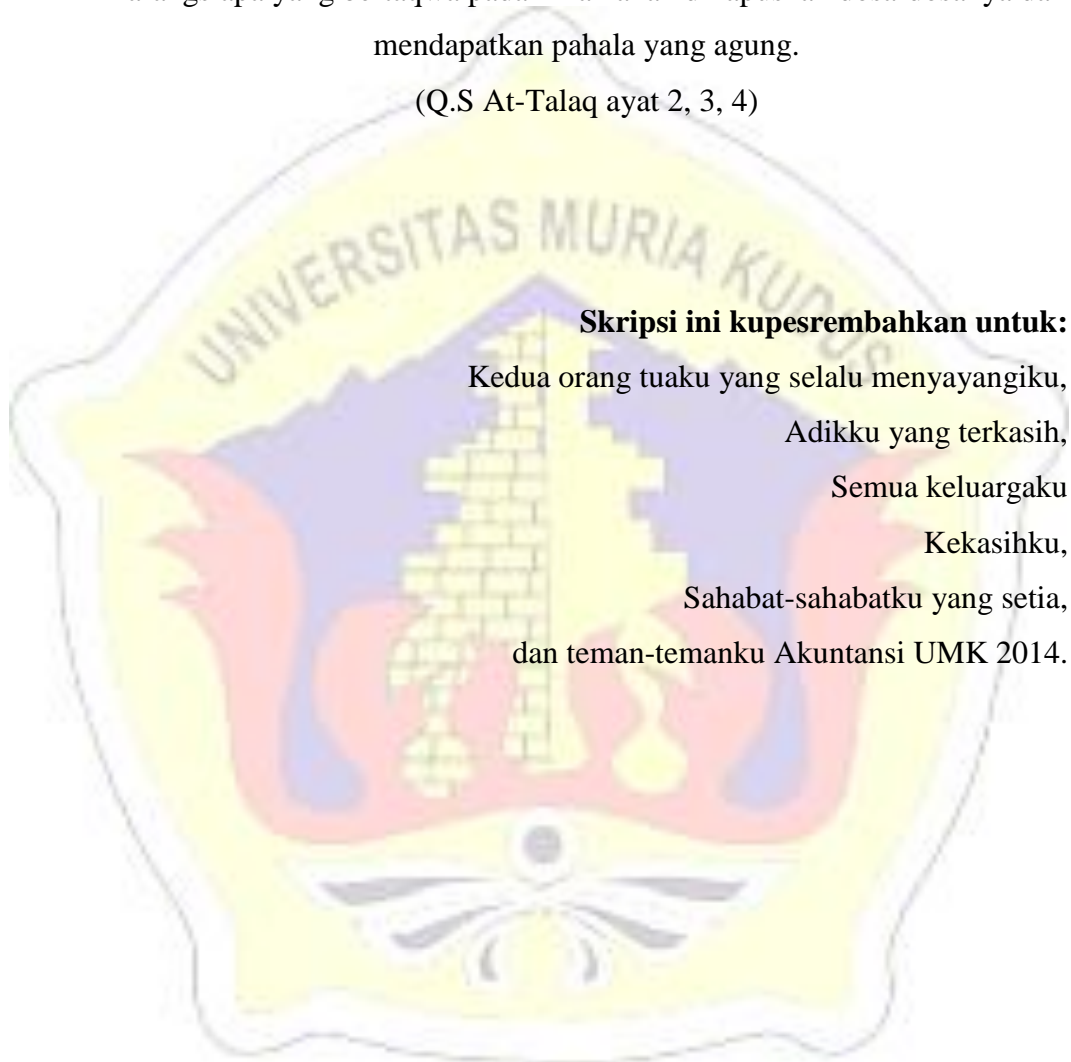 mendapatkan pahala yang agung.
(Q.S At-Talaq ayat 2, 3, 4)
UNIVERSITAS MURIA KUDUS
Skripsi ini kupesrembahkan untuk:
Kedua orang tuaku yang selalu menyayangiku,
Adikku yang terkasih,
Semua keluargaku
Kekasihku,
Sahabat-sahabatku yang setia,
dan teman-temanku Akuntansi UMK 2014.